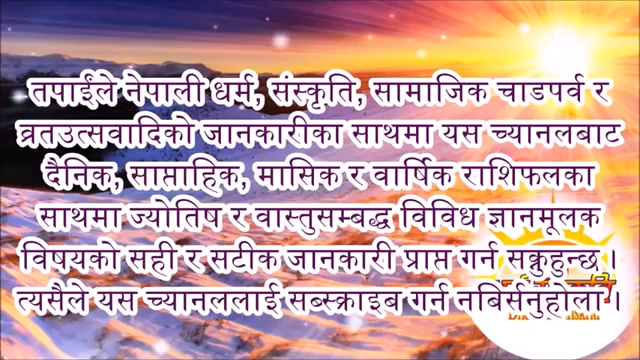 तपाईंले नेपाली धर्म, संस्कृति, सामाजिक चाडपर्व र
व्रतउत्सवादिको जानकारीका साथमा यस च्यानलबाट
दैनिक, साप्ताहिक, मासिक र वार्षिक राशिफलका
साथमा ज्योतिष र वास्तुसम्बद्ध विविध ज्ञानमूलक
विषयको सही र सटीक जानकारी प्राप्त गर्न सक्नुहुन्छ ।
त्यसैले यस च्यानललाई सब्स्क्राइब गर्न नबिर्सनुहोला ।